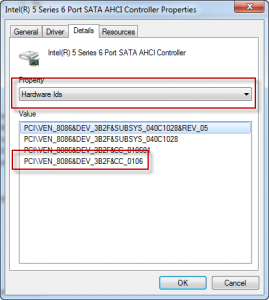 Intel(R) 5 Series 6 Port SATA AHCI Controller Properties
General Driver Details Resources
Intel(R) 5 Series 6 Port SATA AHCI Controller
Property
Hardware Ids
Value
PCI\VEN_8086&DEV_3B2F&SUBSYS_040C1028&REV_05
PCI\VEN_8086&DEV_3B2F&SUBSYS_040C1028
PCI\VEN_8086&DEV_3B2F&CC_010601
PCI\VEN_8086&DEV_3B2F&CC_0106
OK Cancel